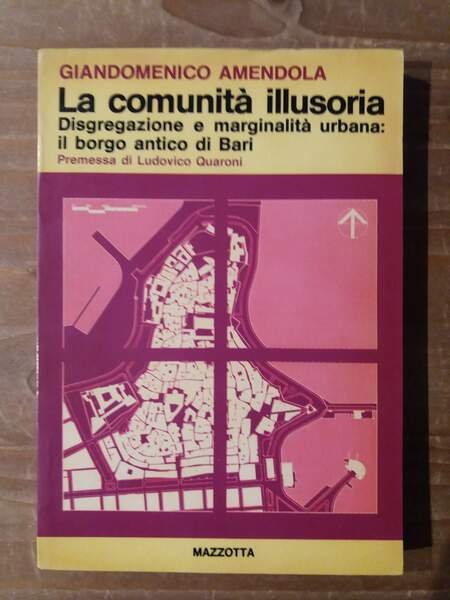 GIANDOMENICO AMENDOLA
La comunità illusoria
Disgregazione e marginalità urbana:
il borgo antico di Bari
Premessa di Ludovico Quaroni
MAZZOTTA